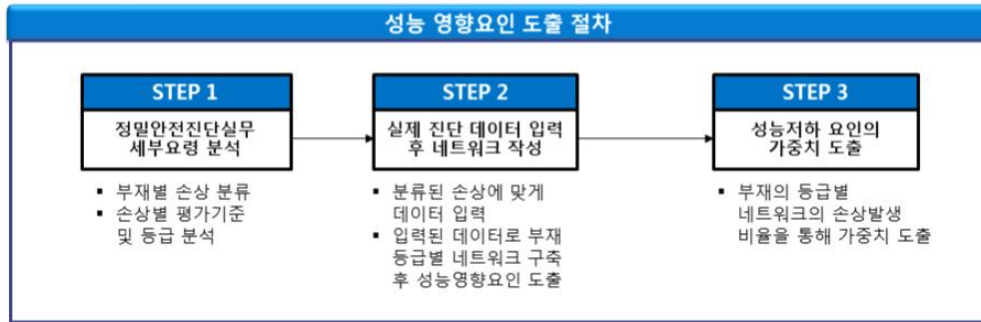 성능 영향요인 도출 절차
STEP 1
정밀안전진단실무
세부요령 분석
▪ 부재별 손상 분류
▪ 손상별 평가기준
및 등급 분석
STEP 2
실제 진단 데이터 입력
후 네트워크 작성
▪ 분류된 손상에 맞게
데이터 입력
▪ 입력된 데이터로 부재
등급별 네트워크 구축
후 성능영향요인 도출
STEP 3
성능저하 요인의
가중치 도출
▪ 부재의 등급별
네트워크의 손상발생
비율을 통해 가중치 도출